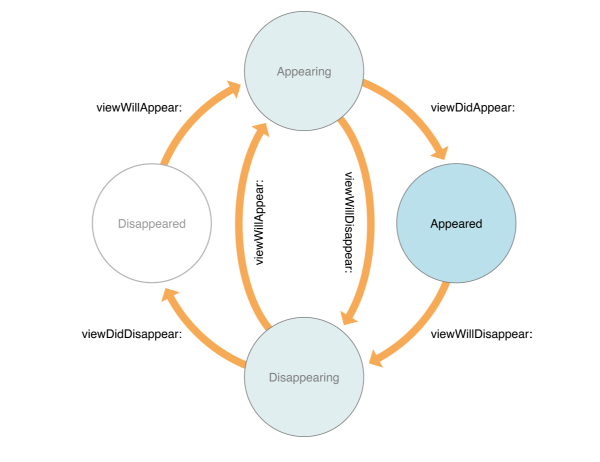 Appearing
viewWillAppear:
viewDidAppear:
viewWillAppear:
viewWillDisappear:
Disappeared
Appeared
viewDidDisappear:
viewWillDisappear:
Disappearing